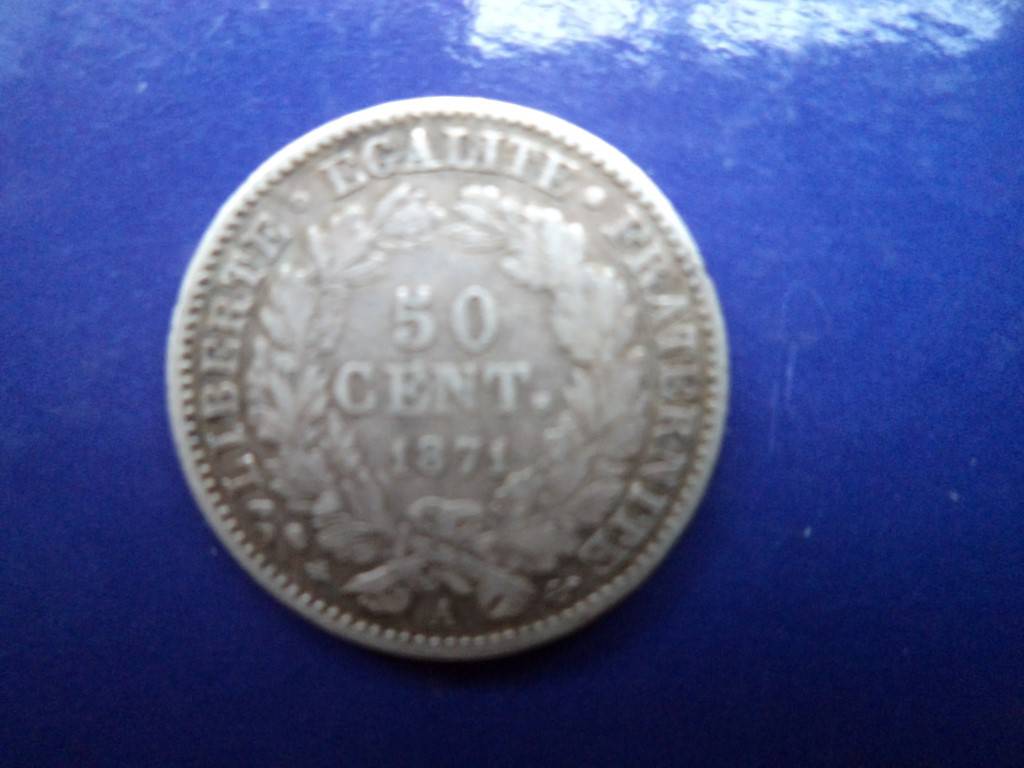 LIBERTE • EGALITE • FRATERNITE
50
CENT.
1871
A